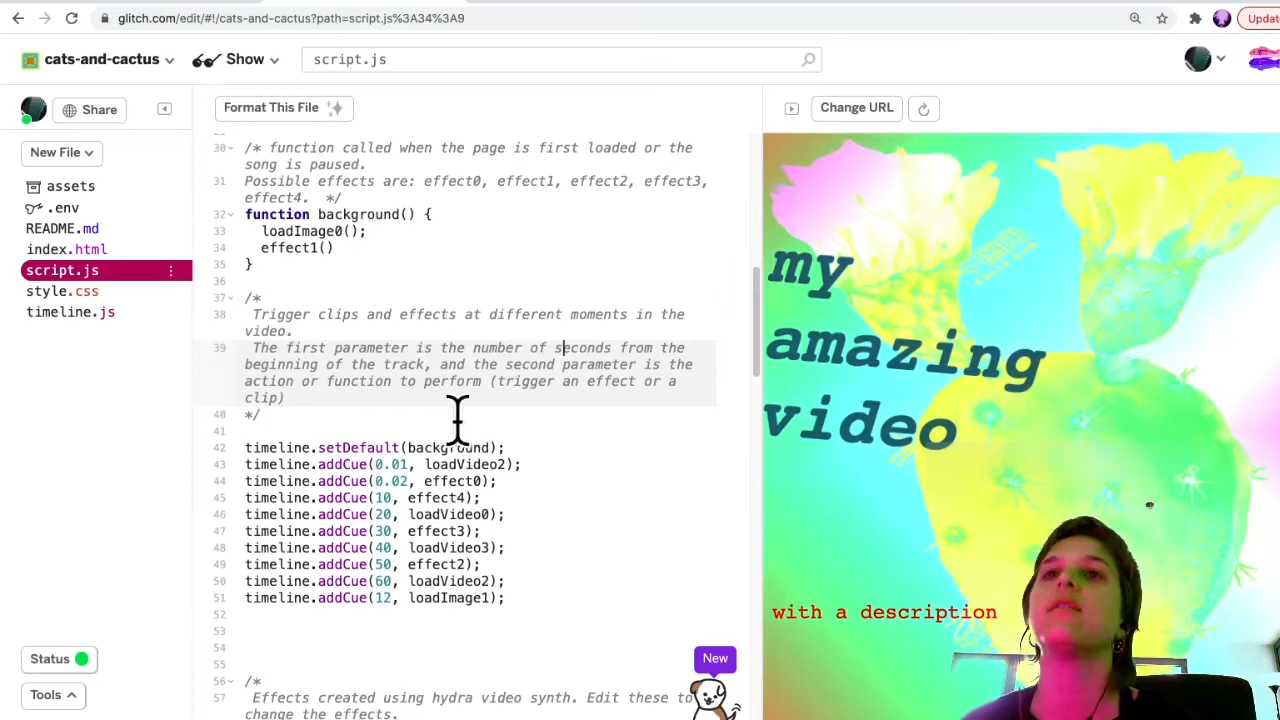 glitch.com/edit/#!/cats-and-cactus?path=script.js%3A34%3A9
cats-and-cactus
Show
script.js
Share
Format This File
Change URL
New File
assets
.env
README.md
index.html
script.js
style.css
timeline.js
Status
Tools
30 /* function called when the page is first loaded or the
song is paused.
31 Possible effects are: effect0, effect1, effect2, effect3,
effect4.  */
32 function background() {
33   loadImage0();
34   effect1()
35 }
36
37 /*
38  Trigger clips and effects at different moments in the
video.
39  The first parameter is the number of seconds from the
beginning of the track, and the second parameter is the
action or function to perform (trigger an effect or a
clip)
40 */
41
42 timeline.setDefault(background);
43 timeline.addCue(0.01, loadVideo2);
44 timeline.addCue(0.02, effect0);
45 timeline.addCue(10, effect4);
46 timeline.addCue(20, loadVideo0);
47 timeline.addCue(30, effect3);
48 timeline.addCue(40, loadVideo3);
49 timeline.addCue(50, effect2);
50 timeline.addCue(60, loadVideo2);
51 timeline.addCue(12, loadImage1);
52
53
54
55
56 /*
57  Effects created using hydra video synth. Edit these to
change the effects.
New
my
amazing
video
with a description